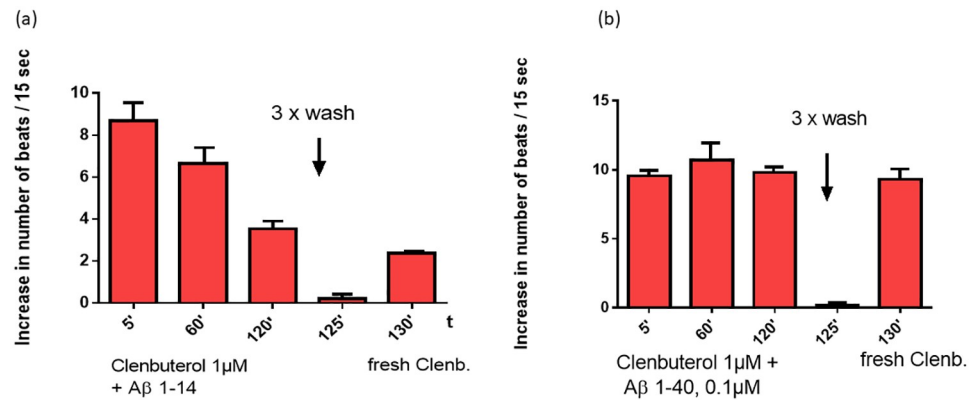 (a)
Increase in number of beats / 15 sec
10
8
6
4
2
0
3 x wash
5'
60'
120'
125'
130'
t
Clenbuterol 1µM
+ Aβ 1-14
fresh Clenb.
(b)
Increase in number of beats / 15 sec
15
10
5
0
3 x wash
5'
60'
120'
125'
130'
Clenbuterol 1µM +
Aβ 1-40, 0.1µM
fresh Clenb.